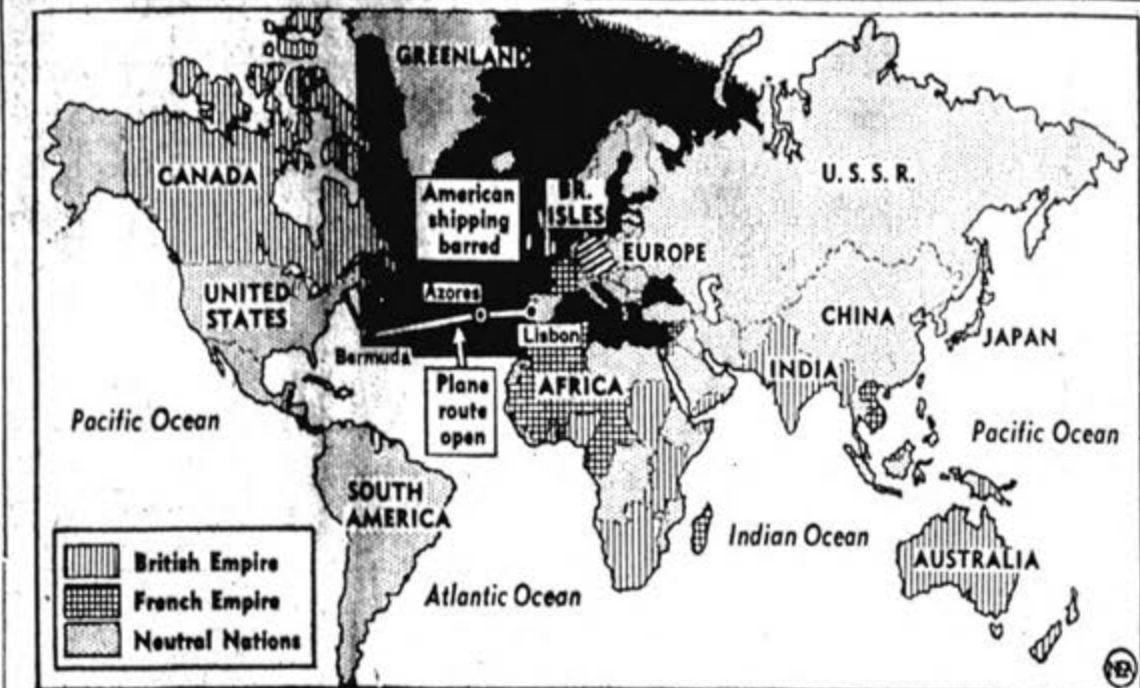 GREENLAND
CANADA
U. S. S. R.
American
shipping
barred
BR.
ISLES
EUROPE
UNITED
STATES
Azores
CHINA
Lisbon
JAPAN
Bermuda
INDIA
AFRICA
Plane
route
open
Pacific Ocean
Pacific Ocean
SOUTH
AMERICA
Indian Ocean
AUSTRALIA
British Empire
French Empire
Neutral Nations
Atlantic Ocean
NEA